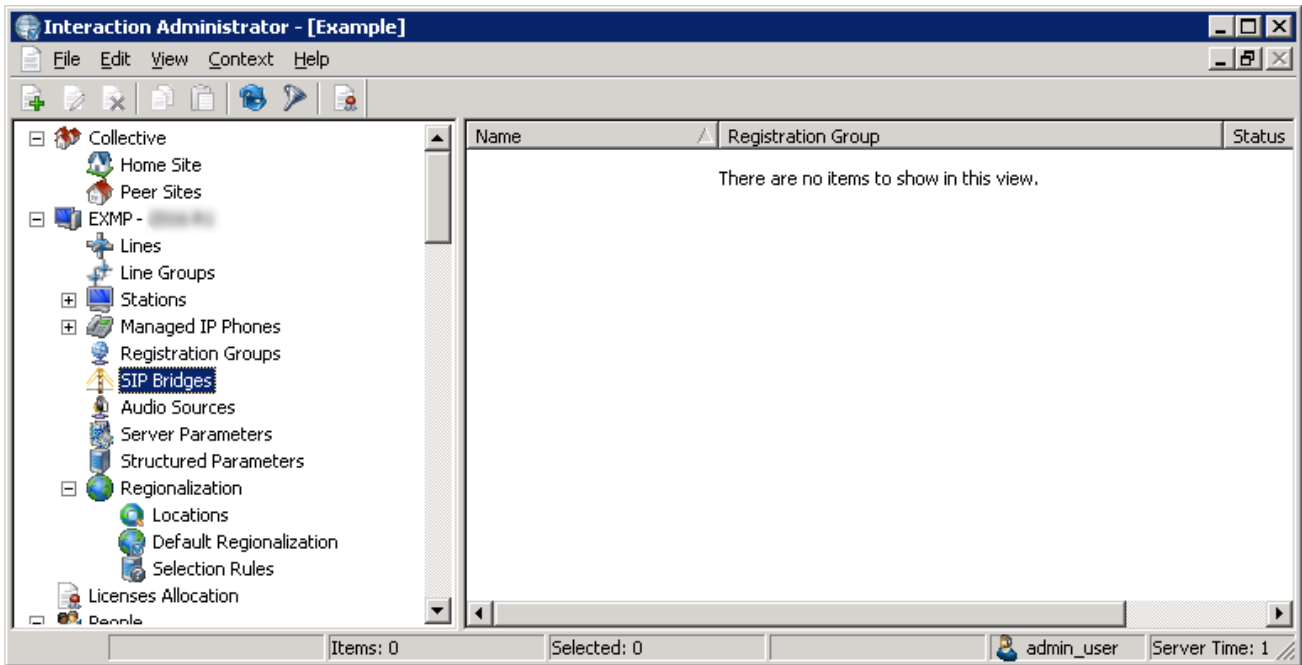 Interaction Administrator - [Example]
File Edit View Context Help
Collective
Home Site
Peer Sites
EXMP -
Lines
Line Groups
Stations
Managed IP Phones
Registration Groups
SIP Bridges
Audio Sources
Server Parameters
Structured Parameters
Regionalization
Locations
Default Regionalization
Selection Rules
Licenses Allocation
People
Name Registration Group Status
There are no items to show in this view.
Items: 0 Selected: 0 admin_user Server Time: 1